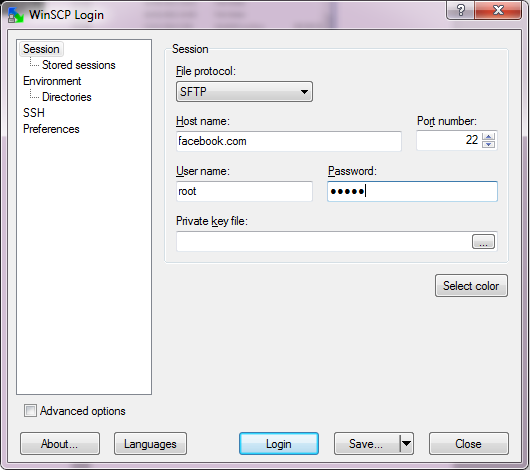 WinSCP Login
Session
Stored sessions
Environment
Directories
SSH
Preferences
Session
File protocol:
SFTP
Host name:
Port number:
facebook.com
22
User name:
Password:
root
●●●●●
Private key file:
...
Select color
Advanced options
About...
Languages
Login
Save...
Close